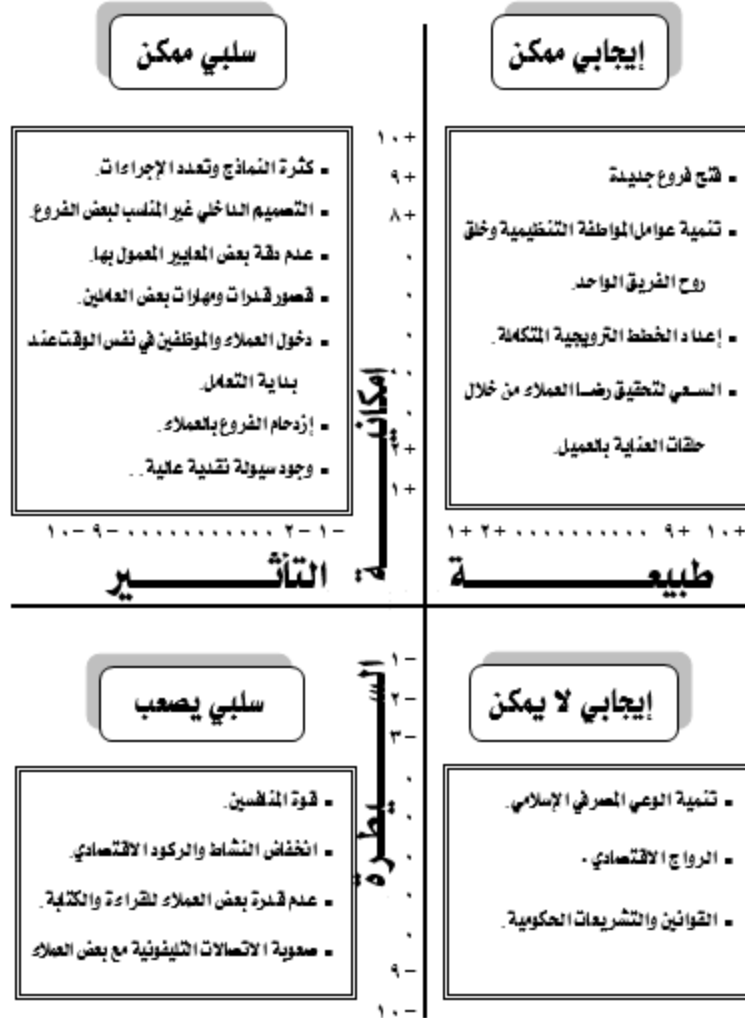 إيجابي ممكن
سلبي ممكن
▪ فتح فروع جديدة
▪ تنمية عوامل المواطفة التنظيمية وخلق
روح الفريق الواحد.
▪ إعداد الخطط الترويجية المتكاملة.
▪ السعي لتحقيق رضا العملاء من خلال
حلقات العناية بالعميل.
▪ كثرة النماذج وتعدد الإجراءات.
▪ التصميم الداخلي غير المناسب لبعض الفروع.
▪ عدم دقة بعض المعايير المعمول بها.
▪ قصور قدرات ومهارات بعض العاملين.
▪ دخول العملاء والموظفين في نفس الوقت عند
بداية التعامل.
▪ إزدحام الفروع بالعملاء.
▪ وجود سيولة نقدية عالية..
١٠+
٩+
٨+
٢+
١+
إمكانيـــــة
١+ ٢+ .......... ٩+ ١٠+
١٠- ٩- ............ ٢- ١-
طبيعــــــة
التأثـــــير
إيجابي لا يمكن
سلبي يصعب
▪ تنمية الوعي المصرفي الإسلامي.
▪ الرواج الاقتصادي.
▪ القوانين والتشريعات الحكومية.
▪ قوة المنافسين.
▪ انخفاض النشاط والركود الاقتصادي.
▪ عدم قدرة بعض العملاء للقراءة والكتابة.
▪ صعوبة الاتصالات التليفونية مع بعض العملاء
١-
٢-
٣-
٩-
١٠-
الســـــيطرة